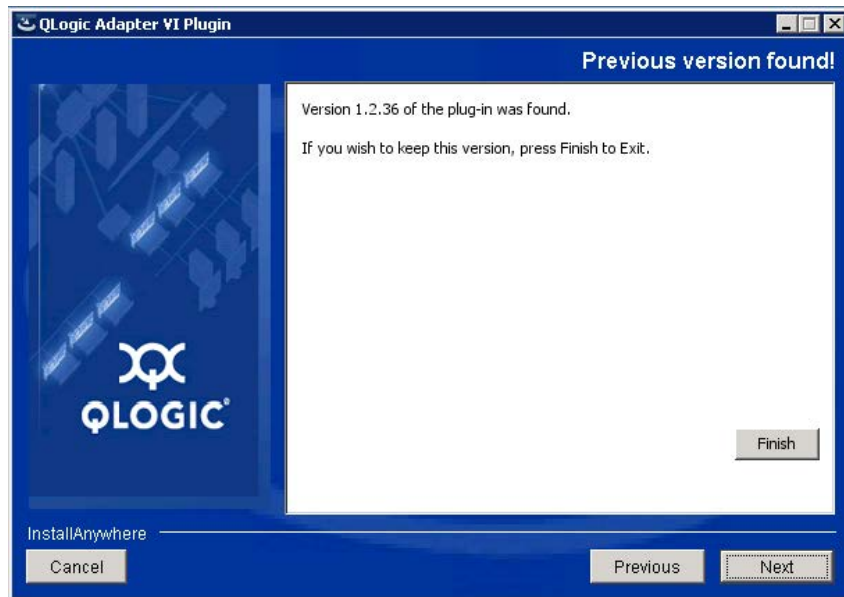 QLogic Adapter VI Plugin
Previous version found!
Version 1.2.36 of the plug-in was found.
If you wish to keep this version, press Finish to Exit.
QLOGIC®
Finish
InstallAnywhere
Cancel
Previous
Next